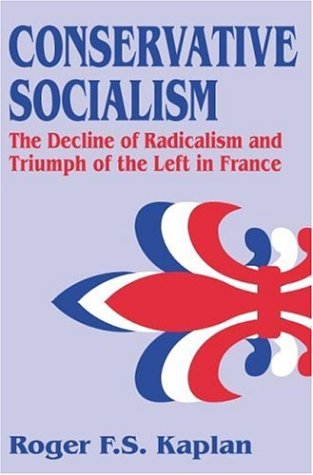 CONSERVATIVE
SOCIALISM
The Decline of Radicalism and
Triumph of the Left in France
Roger F.S. Kaplan